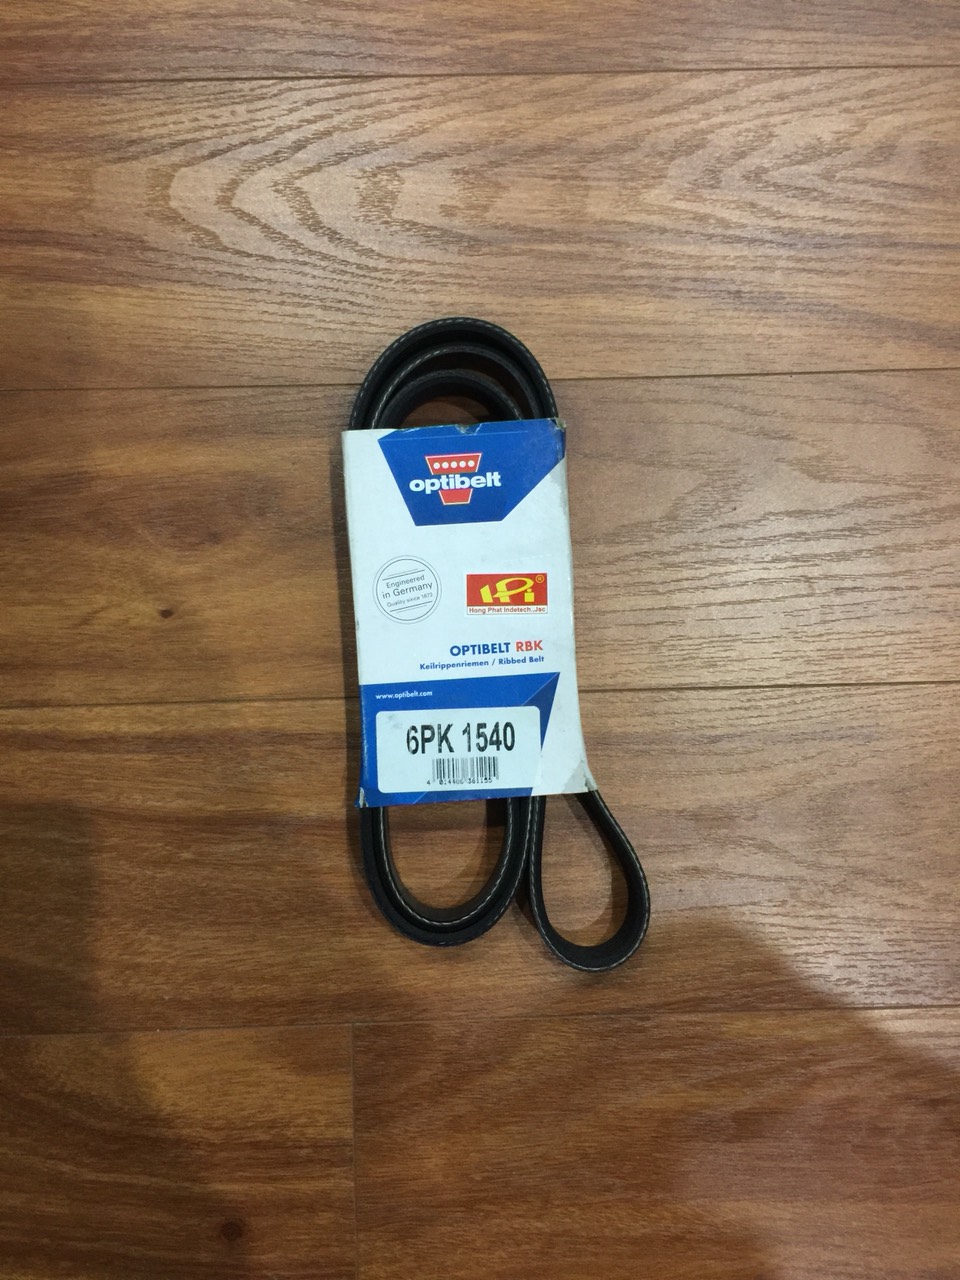 optibelt
Engineered
in Germany
Quality since 1872
HPi®
Hong Phat Indetech.,Jsc
OPTIBELT RBK
Keilrippenriemen / Ribbed Belt
www.optibelt.com
6PK 1540